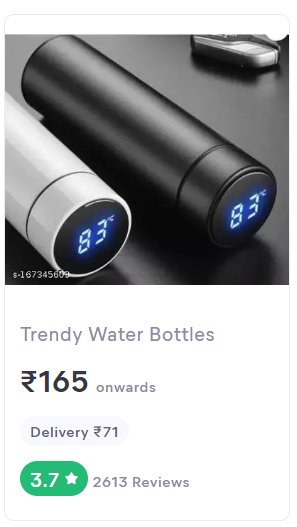 83°C
83°C
s-167345603
Trendy Water Bottles
₹165 onwards
Delivery ₹71
3.7 ★ 2613 Reviews